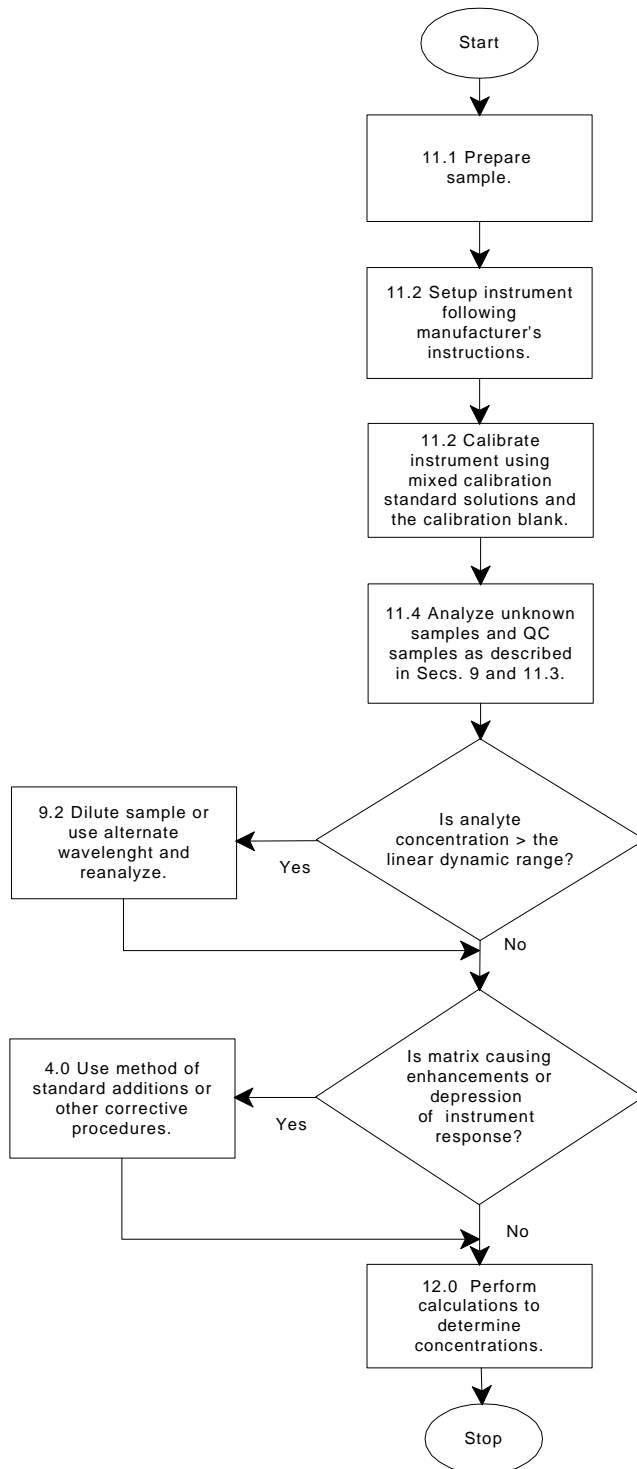 Start
11.1 Prepare
sample.
11.2 Setup instrument
following
manufacturer's
instructions.
11.2 Calibrate
instrument using
mixed calibration
standard solutions and
the calibration blank.
11.4 Analyze unknown
samples and QC
samples as described
in Secs. 9 and 11.3.
Is analyte
concentration > the
linear dynamic range?
Yes
9.2 Dilute sample or
use alternate
wavelenght and
reanalyze.
No
Is matrix causing
enhancements or
depression
of instrument
response?
Yes
4.0 Use method of
standard additions or
other corrective
procedures.
No
12.0 Perform
calculations to
determine
concentrations.
Stop